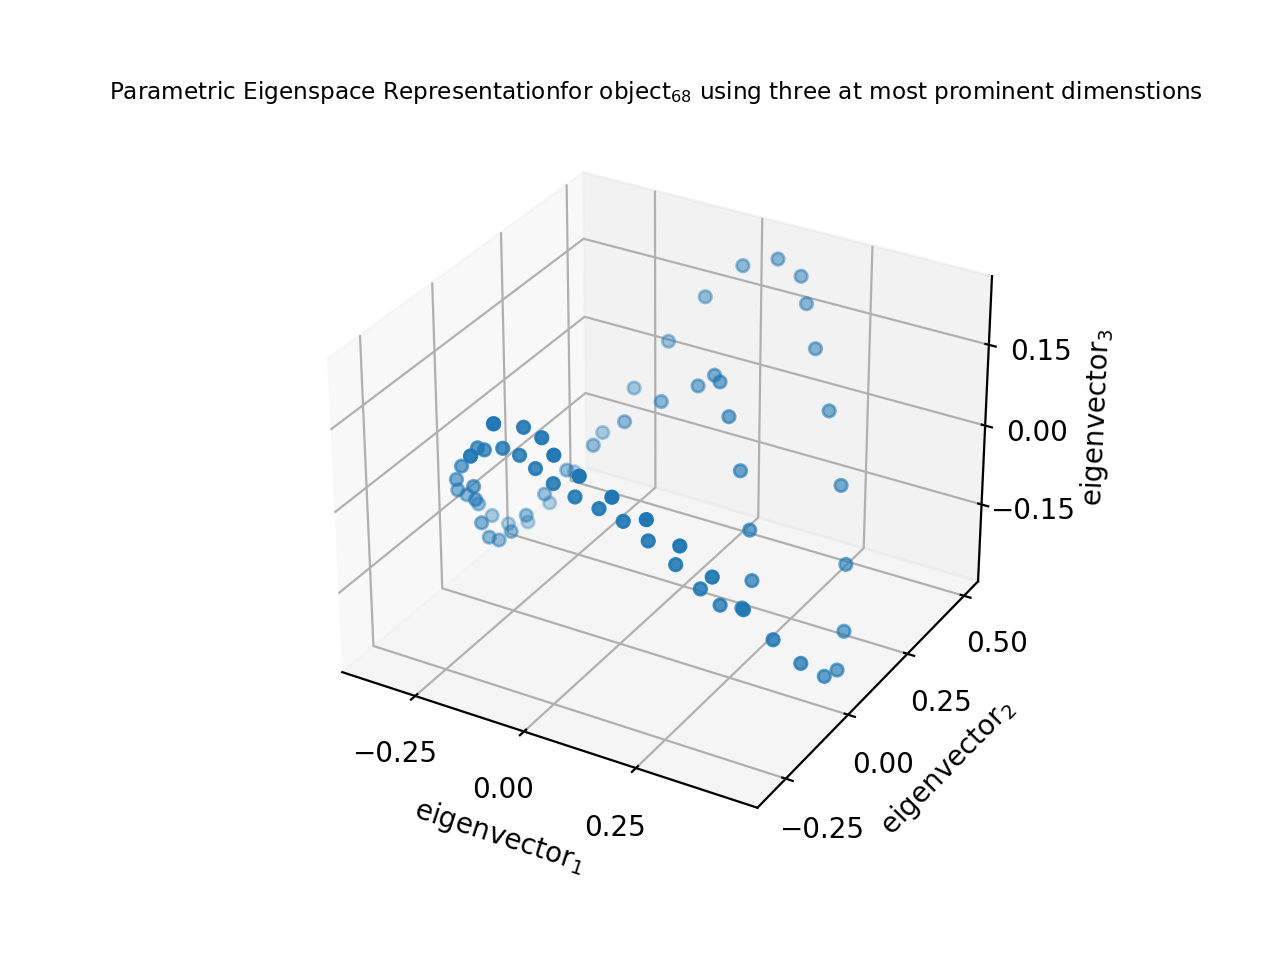 Parametric Eigenspace Representationfor object₆₈ using three at most prominent dimenstions
0.15
0.00
−0.15
eigenvector₃
0.50
0.25
0.00
−0.25
eigenvector₂
−0.25
0.00
0.25
eigenvector₁